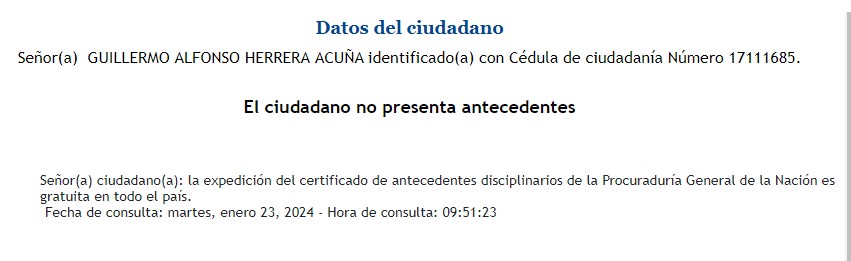 Datos del ciudadano
Señor(a)  GUILLERMO ALFONSO HERRERA ACUÑA identificado(a) con Cédula de ciudadanía Número 17111685.
El ciudadano no presenta antecedentes
Señor(a) ciudadano(a): la expedición del certificado de antecedentes disciplinarios de la Procuraduría General de la Nación es
gratuita en todo el país.
Fecha de consulta: martes, enero 23, 2024 - Hora de consulta: 09:51:23